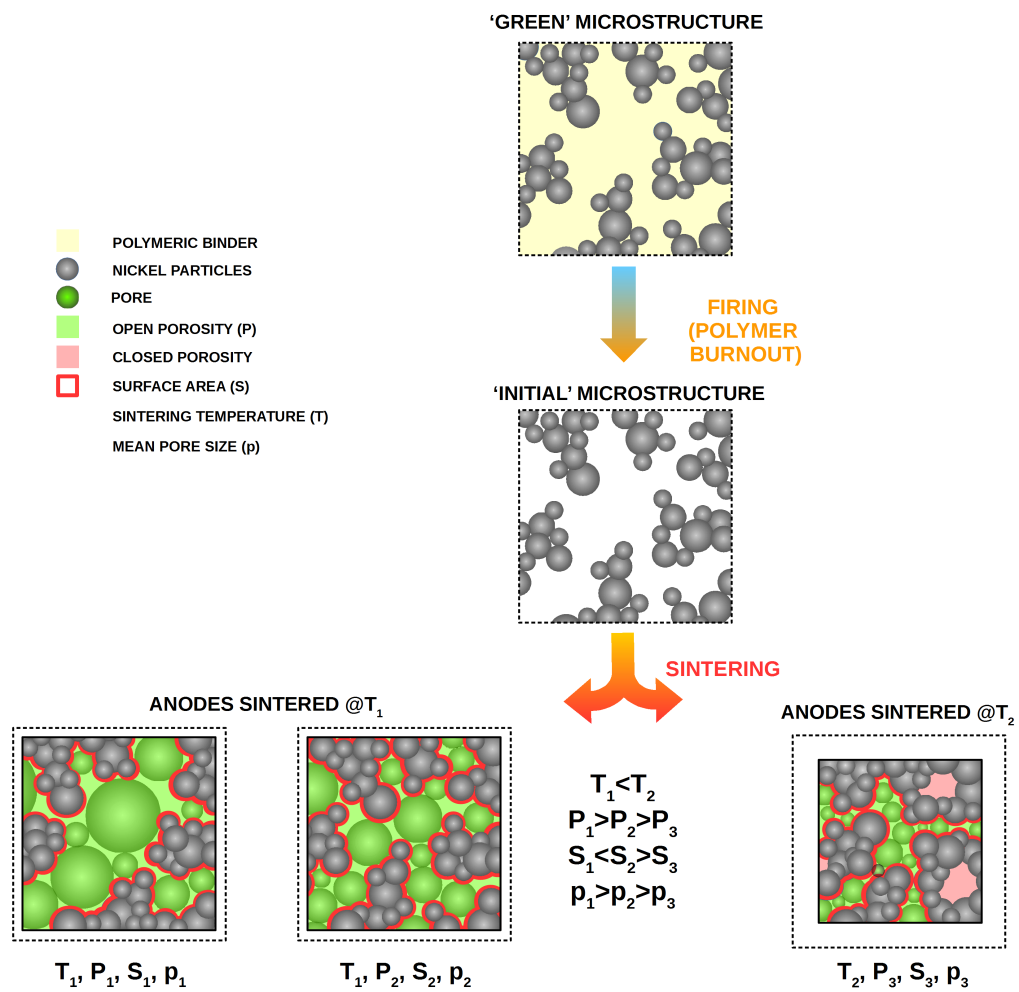 ‘GREEN’ MICROSTRUCTURE
POLYMERIC BINDER
NICKEL PARTICLES
PORE
OPEN POROSITY (P)
CLOSED POROSITY
SURFACE AREA (S)
SINTERING TEMPERATURE (T)
MEAN PORE SIZE (p)
FIRING
(POLYMER
BURNOUT)
‘INITIAL’ MICROSTRUCTURE
SINTERING
ANODES SINTERED @T₁
ANODES SINTERED @T₂
T₁<T₂
P₁>P₂>P₃
S₁<S₂>S₃
p₁>p₂>p₃
T₁, P₁, S₁, p₁
T₁, P₂, S₂, p₂
T₂, P₃, S₃, p₃